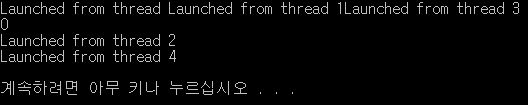 Launched from thread Launched from thread 1Launched from thread 3
0
Launched from thread 2
Launched from thread 4
계속하려면 아무 키나 누르십시오 . . .